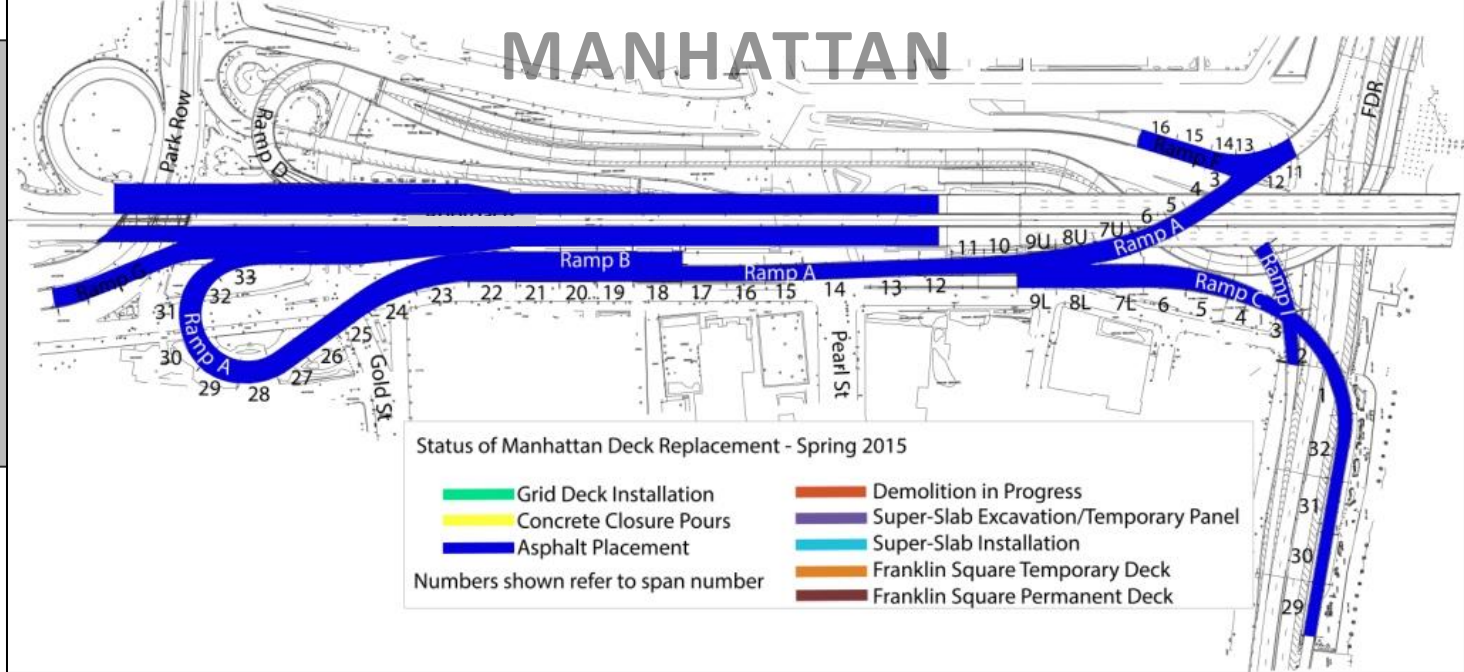 MANHATTAN
Park Row
Ramp D
FDR
16
15
14
13
Ramp F
3
11
12
4
5
6
7U
8U
9U
10
11
Ramp A
Ramp G
33
32
31
30
29
28
27
26
25
24
Ramp A
Gold St
Ramp B
23
22
21
20
19
18
Ramp A
17
16
15
14
13
12
Pearl St
9L
8L
7L
6
5
4
3
2
1
Ramp C
Ramp I
32
31
30
29
Status of Manhattan Deck Replacement - Spring 2015
Grid Deck Installation
Concrete Closure Pours
Asphalt Placement
Numbers shown refer to span number
Demolition in Progress
Super-Slab Excavation/Temporary Panel
Super-Slab Installation
Franklin Square Temporary Deck
Franklin Square Permanent Deck